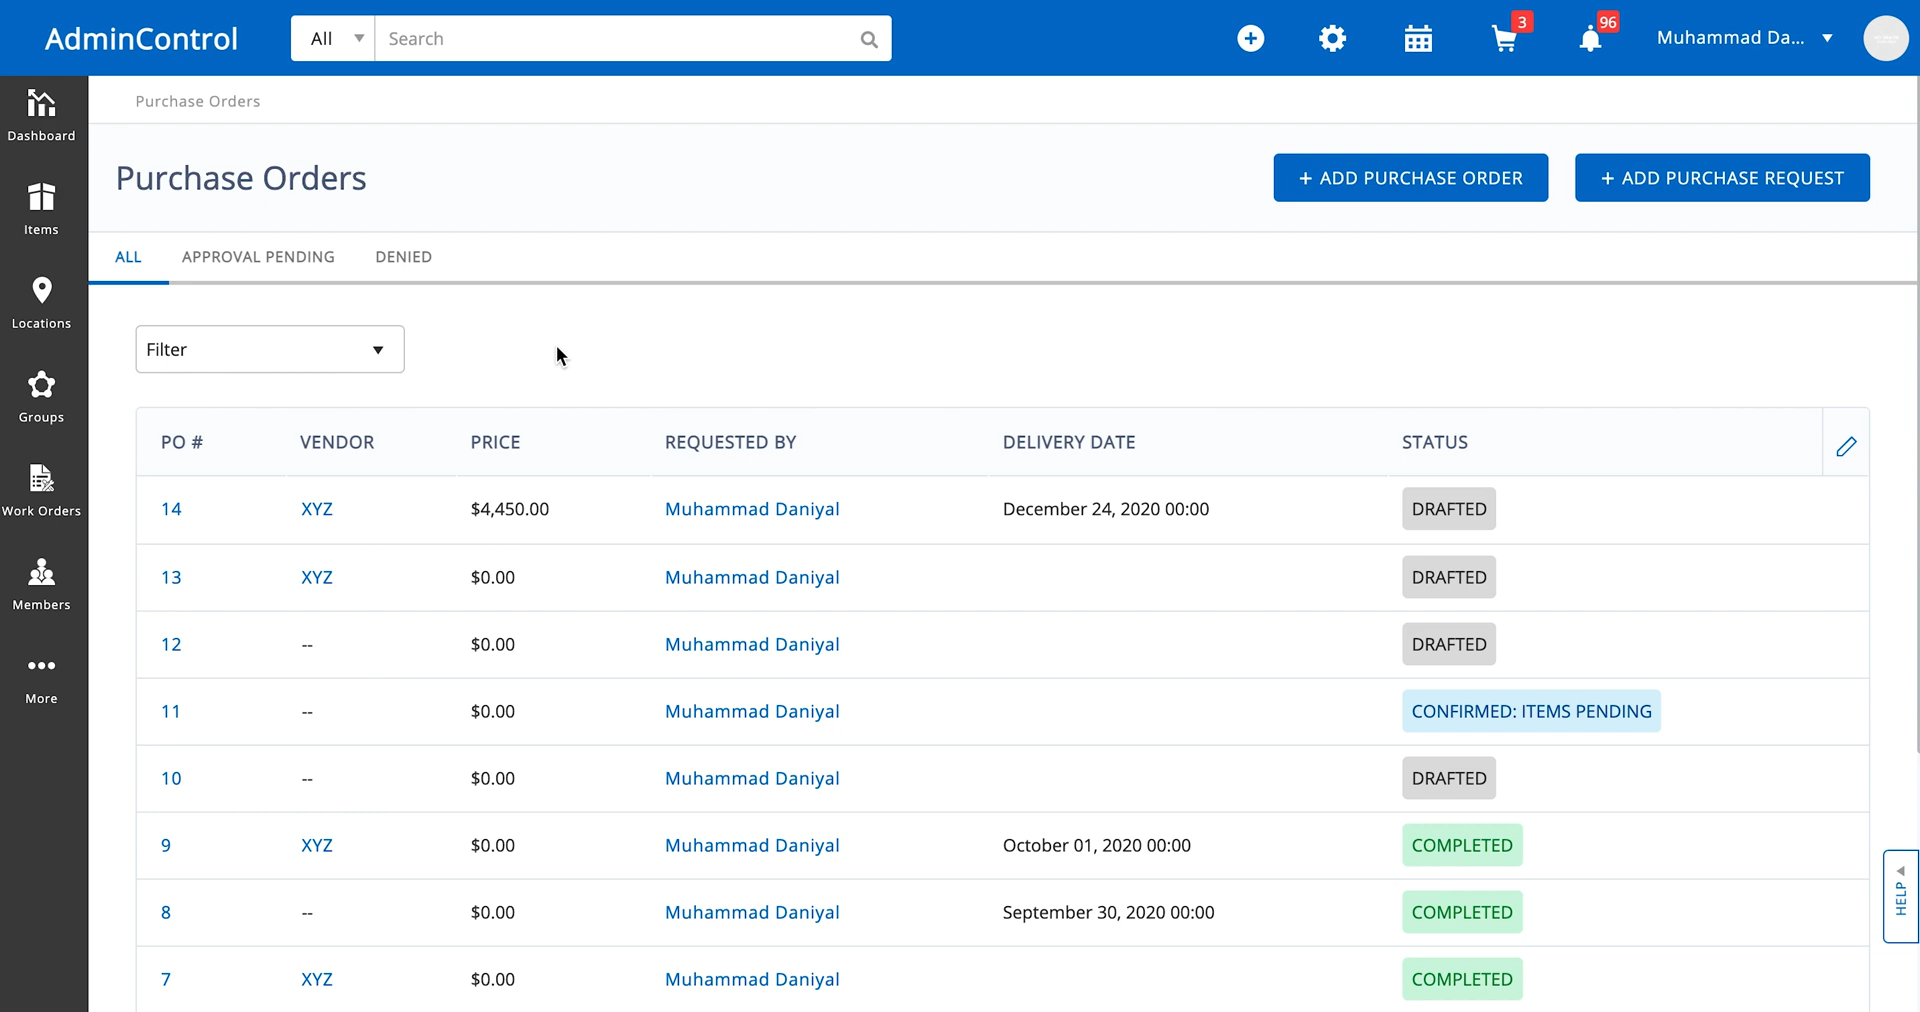 AdminControl
All
Search
3
96
Muhammad Da...
Dashboard
Items
Locations
Groups
Work Orders
Members
More
Purchase Orders
Purchase Orders
+ ADD PURCHASE ORDER
+ ADD PURCHASE REQUEST
ALL APPROVAL PENDING DENIED
Filter
PO # VENDOR PRICE REQUESTED BY DELIVERY DATE STATUS
14 XYZ $4,450.00 Muhammad Daniyal December 24, 2020 00:00 DRAFTED
13 XYZ $0.00 Muhammad Daniyal DRAFTED
12 -- $0.00 Muhammad Daniyal DRAFTED
11 -- $0.00 Muhammad Daniyal CONFIRMED: ITEMS PENDING
10 -- $0.00 Muhammad Daniyal DRAFTED
9 XYZ $0.00 Muhammad Daniyal October 01, 2020 00:00 COMPLETED
8 -- $0.00 Muhammad Daniyal September 30, 2020 00:00 COMPLETED
7 XYZ $0.00 Muhammad Daniyal COMPLETED
HELP